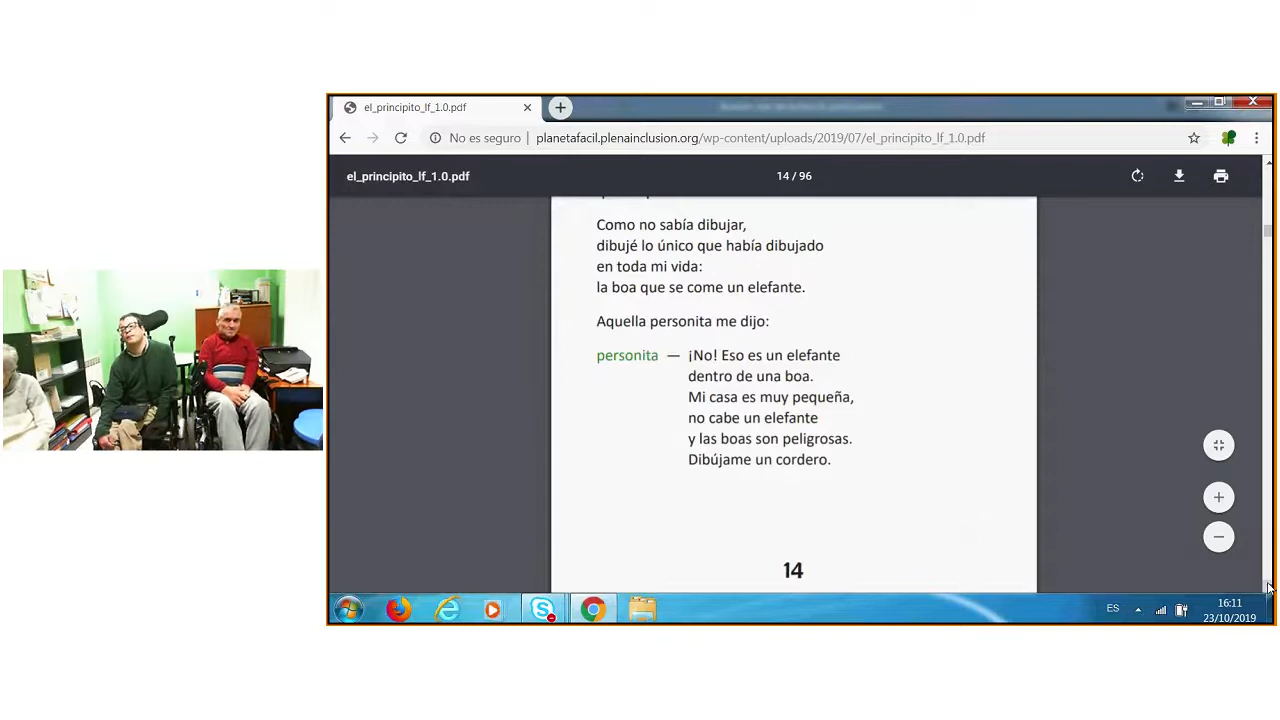 el_principito_lf_1.0.pdf
No es seguro | planetafacil.plenainclusion.org/wp-content/uploads/2019/07/el_principito_lf_1.0.pdf
el_principito_lf_1.0.pdf 14 / 96
Como no sabía dibujar,
dibujé lo único que había dibujado
en toda mi vida:
la boa que se come un elefante.
Aquella personita me dijo:
personita — ¡No! Eso es un elefante
dentro de una boa.
Mi casa es muy pequeña,
no cabe un elefante
y las boas son peligrosas.
Dibújame un cordero.
14
ES 16:11
23/10/2019